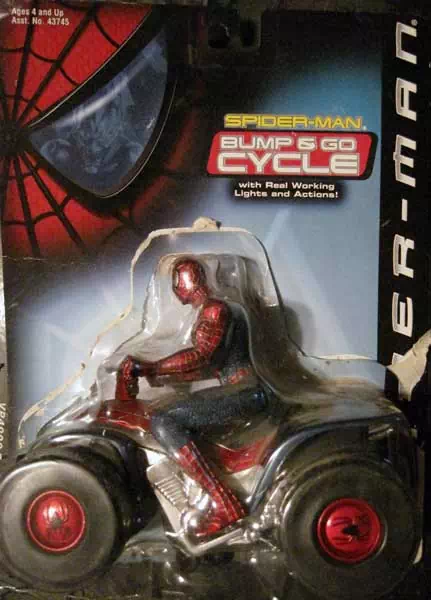 Ages 4 and Up
Asst. No. 43745
SPIDER-MAN®
BUMP & GO
CYCLE
with Real Working
Lights and Actions!
ER-MAN®